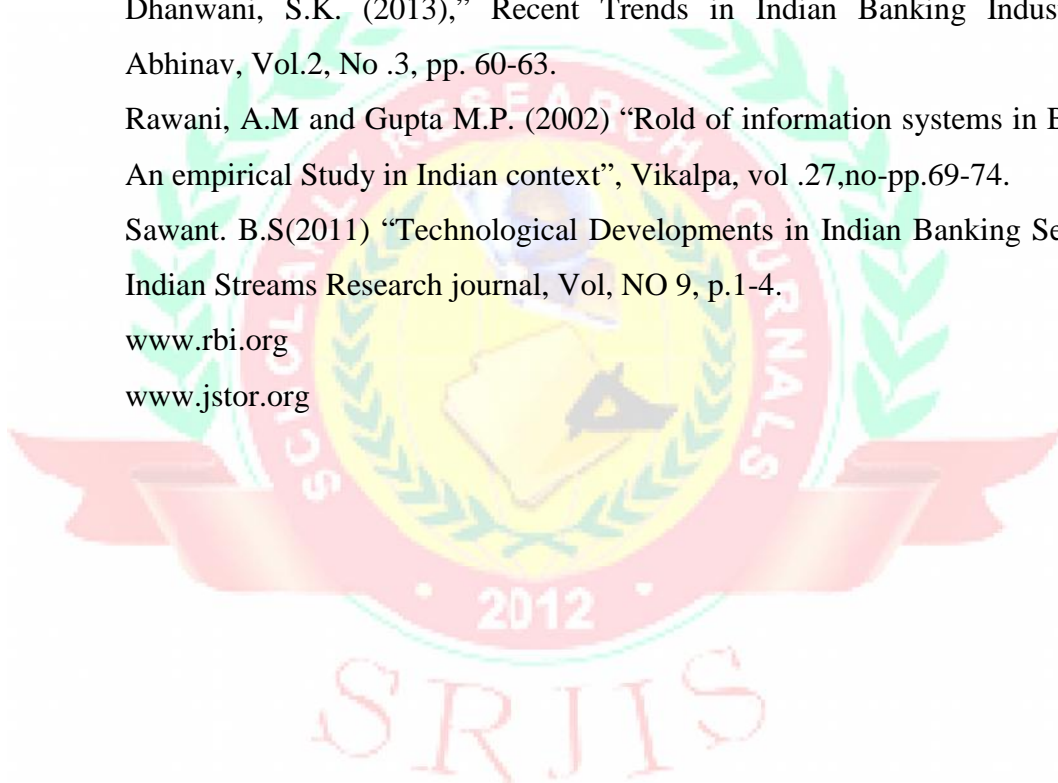 Dhanwani, S.K. (2013),” Recent Trends in Indian Banking
Abhinav, Vol.2, No .3, pp. 60-63.
Rawani, A.M and Gupta M.P. (2002) “Rold of information systems in
An empirical Study in Indian context”, Vikalpa, vol .27,no-pp.69-74.
Sawant. B.S(2011) “Technological Developments in Indian Banking
Indian Streams Research journal, Vol, NO 9, p.1-4.
www.rbi.org
www.jstor.org
SCHOLARLY RESEARCH JOURNALS
2012
SRJIS